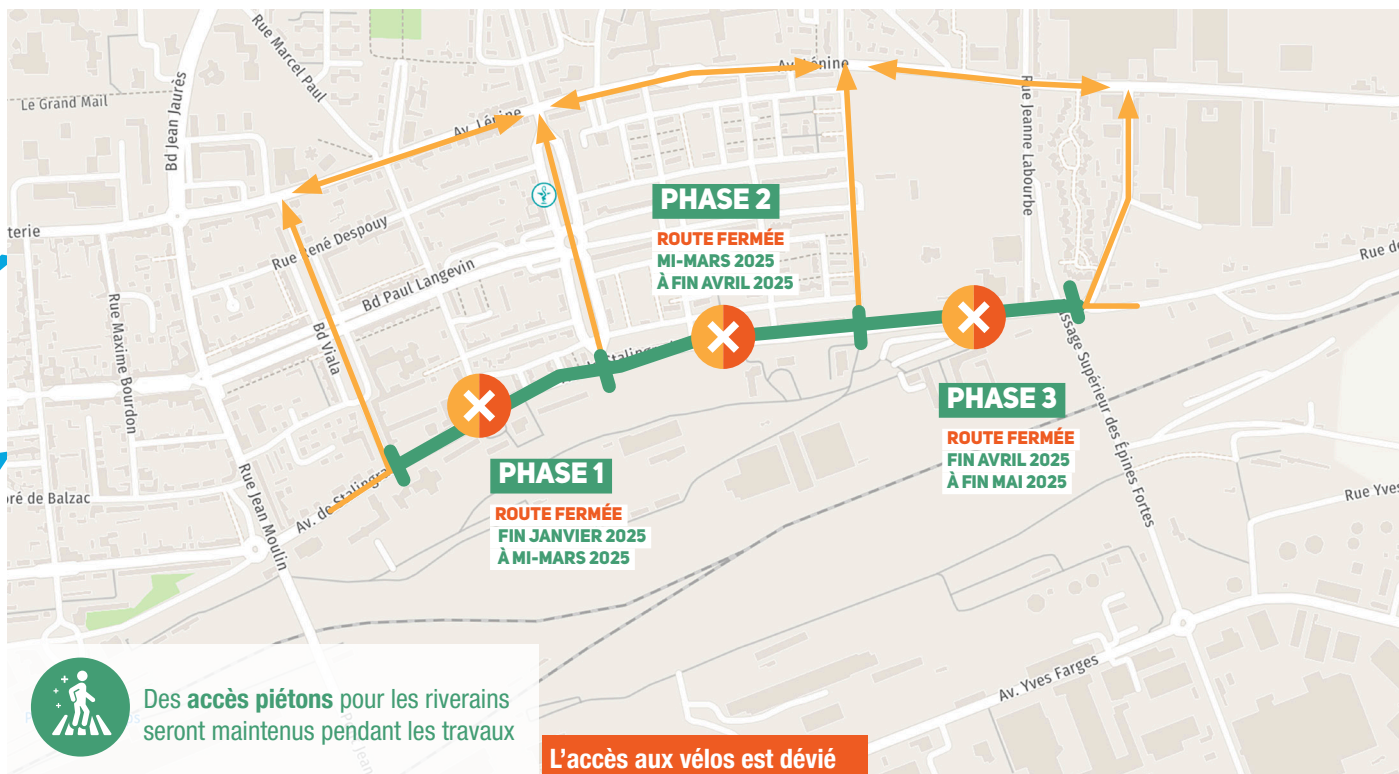 Rue Marcel Paul
Le Grand Mail
Bd Jean Jaurès
Av. Lénine
Av. Lénine
Rue Jeanne Labourbe
terie
Rue René Despouy
Bd Paul Langevin
Rue Maxime Bourdon
Bd Viala
PHASE 2
ROUTE FERMÉE
MI-MARS 2025
À FIN AVRIL 2025
Rue de
PHASE 1
ROUTE FERMÉE
FIN JANVIER 2025
À MI-MARS 2025
PHASE 3
ROUTE FERMÉE
FIN AVRIL 2025
À FIN MAI 2025
ssage Supérieur des Épines Fortes
Av. de Stalingra
Rue Jean Moulin
oré de Balzac
Rue Yves
Av. Yves Farges
Des accès piétons pour les riverains
seront maintenus pendant les travaux
L'accès aux vélos est dévié